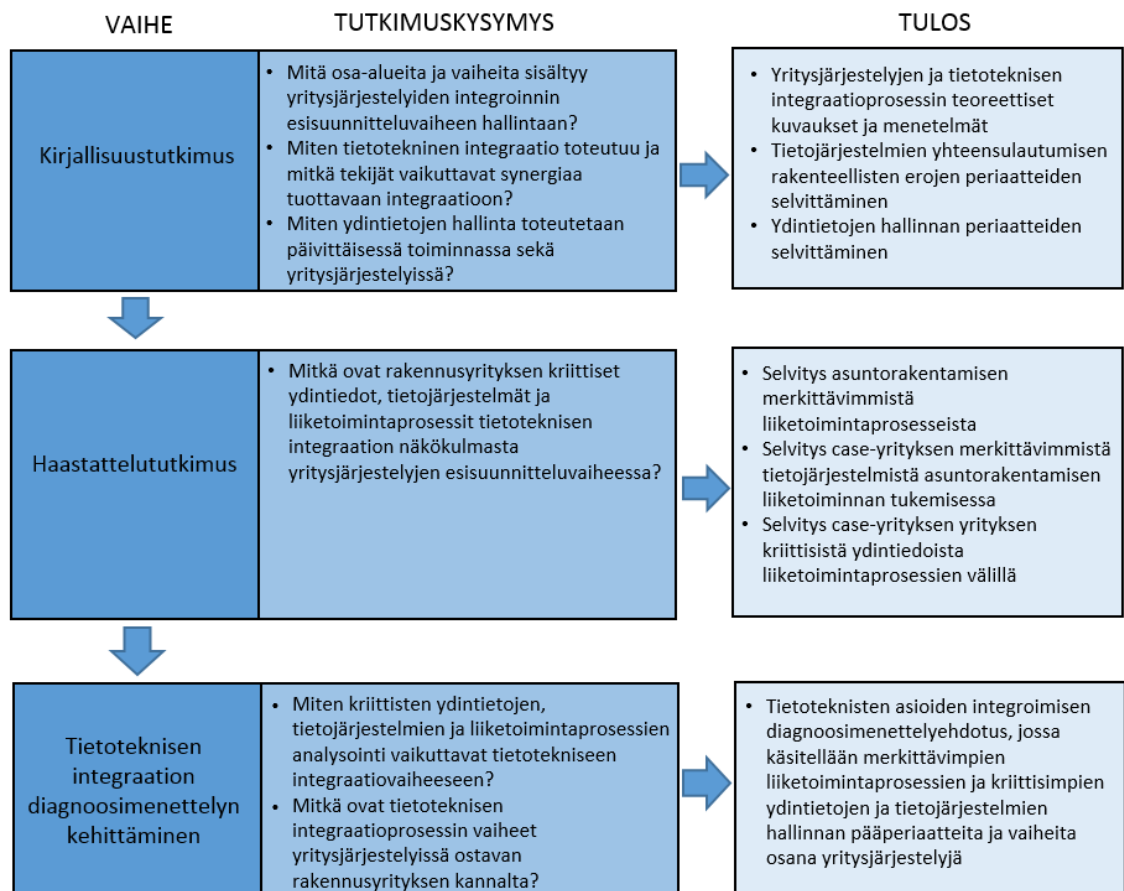 VAIHE
TUTKIMUSKYSYMYS
TULOS
Kirjallisuustutkimus
• Mitä osa-alueita ja vaiheita sisältyy
yritysjärjestelyiden integroinnin
esisuunnitteluvaiheen hallintaan?
• Miten tietotekninen integraatio toteutuu ja
mitkä tekijät vaikuttavat synergiaa
tuottavaan integraatioon?
• Miten ydintietojen hallinta toteutetaan
päivittäisessä toiminnassa sekä
yritysjärjestelyissä?
• Yritysjärjestelyjen ja tietoteknisen
integraatioprosessin teoreettiset
kuvaukset ja menetelmät
• Tietojärjestelmien yhteensulautumisen
rakenteellisten erojen periaatteiden
selvittäminen
• Ydintietojen hallinnan periaatteiden
selvittäminen
Haastattelututkimus
• Mitkä ovat rakennusyrityksen kriittiset
ydintiedot, tietojärjestelmät ja
liiketoimintaprosessit tietoteknisen
integraation näkökulmasta
yritysjärjestelyjen esisuunnitteluvaiheessa?
• Selvitys asuntorakentamisen
merkittävimmistä
liiketoimintaprosesseista
• Selvitys case-yrityksen merkittävimmistä
tietojärjestelmistä asuntorakentamisen
liiketoiminnan tukemisessa
• Selvitys case-yrityksen yrityksen
kriittisistä ydintiedoista
liiketoimintaprosessien välillä
Tietoteknisen
integraation
diagnoosimenettelyn
kehittäminen
• Miten kriittisten ydintietojen,
tietojärjestelmien ja liiketoimintaprosessien
analysointi vaikuttavat tietotekniseen
integraatiovaiheeseen?
• Mitkä ovat tietoteknisen
integraatioprosessin vaiheet
yritysjärjestelyissä ostavan
rakennusyrityksen kannalta?
• Tietoteknisten asioiden integroimisen
diagnoosimenettelyehdotus, jossa
käsitellään merkittävimpien
liiketoimintaprosessien ja kriittisimpien
ydintietojen ja tietojärjestelmien
hallinnan pääperiaatteita ja vaiheita
osana yritysjärjestelyjä